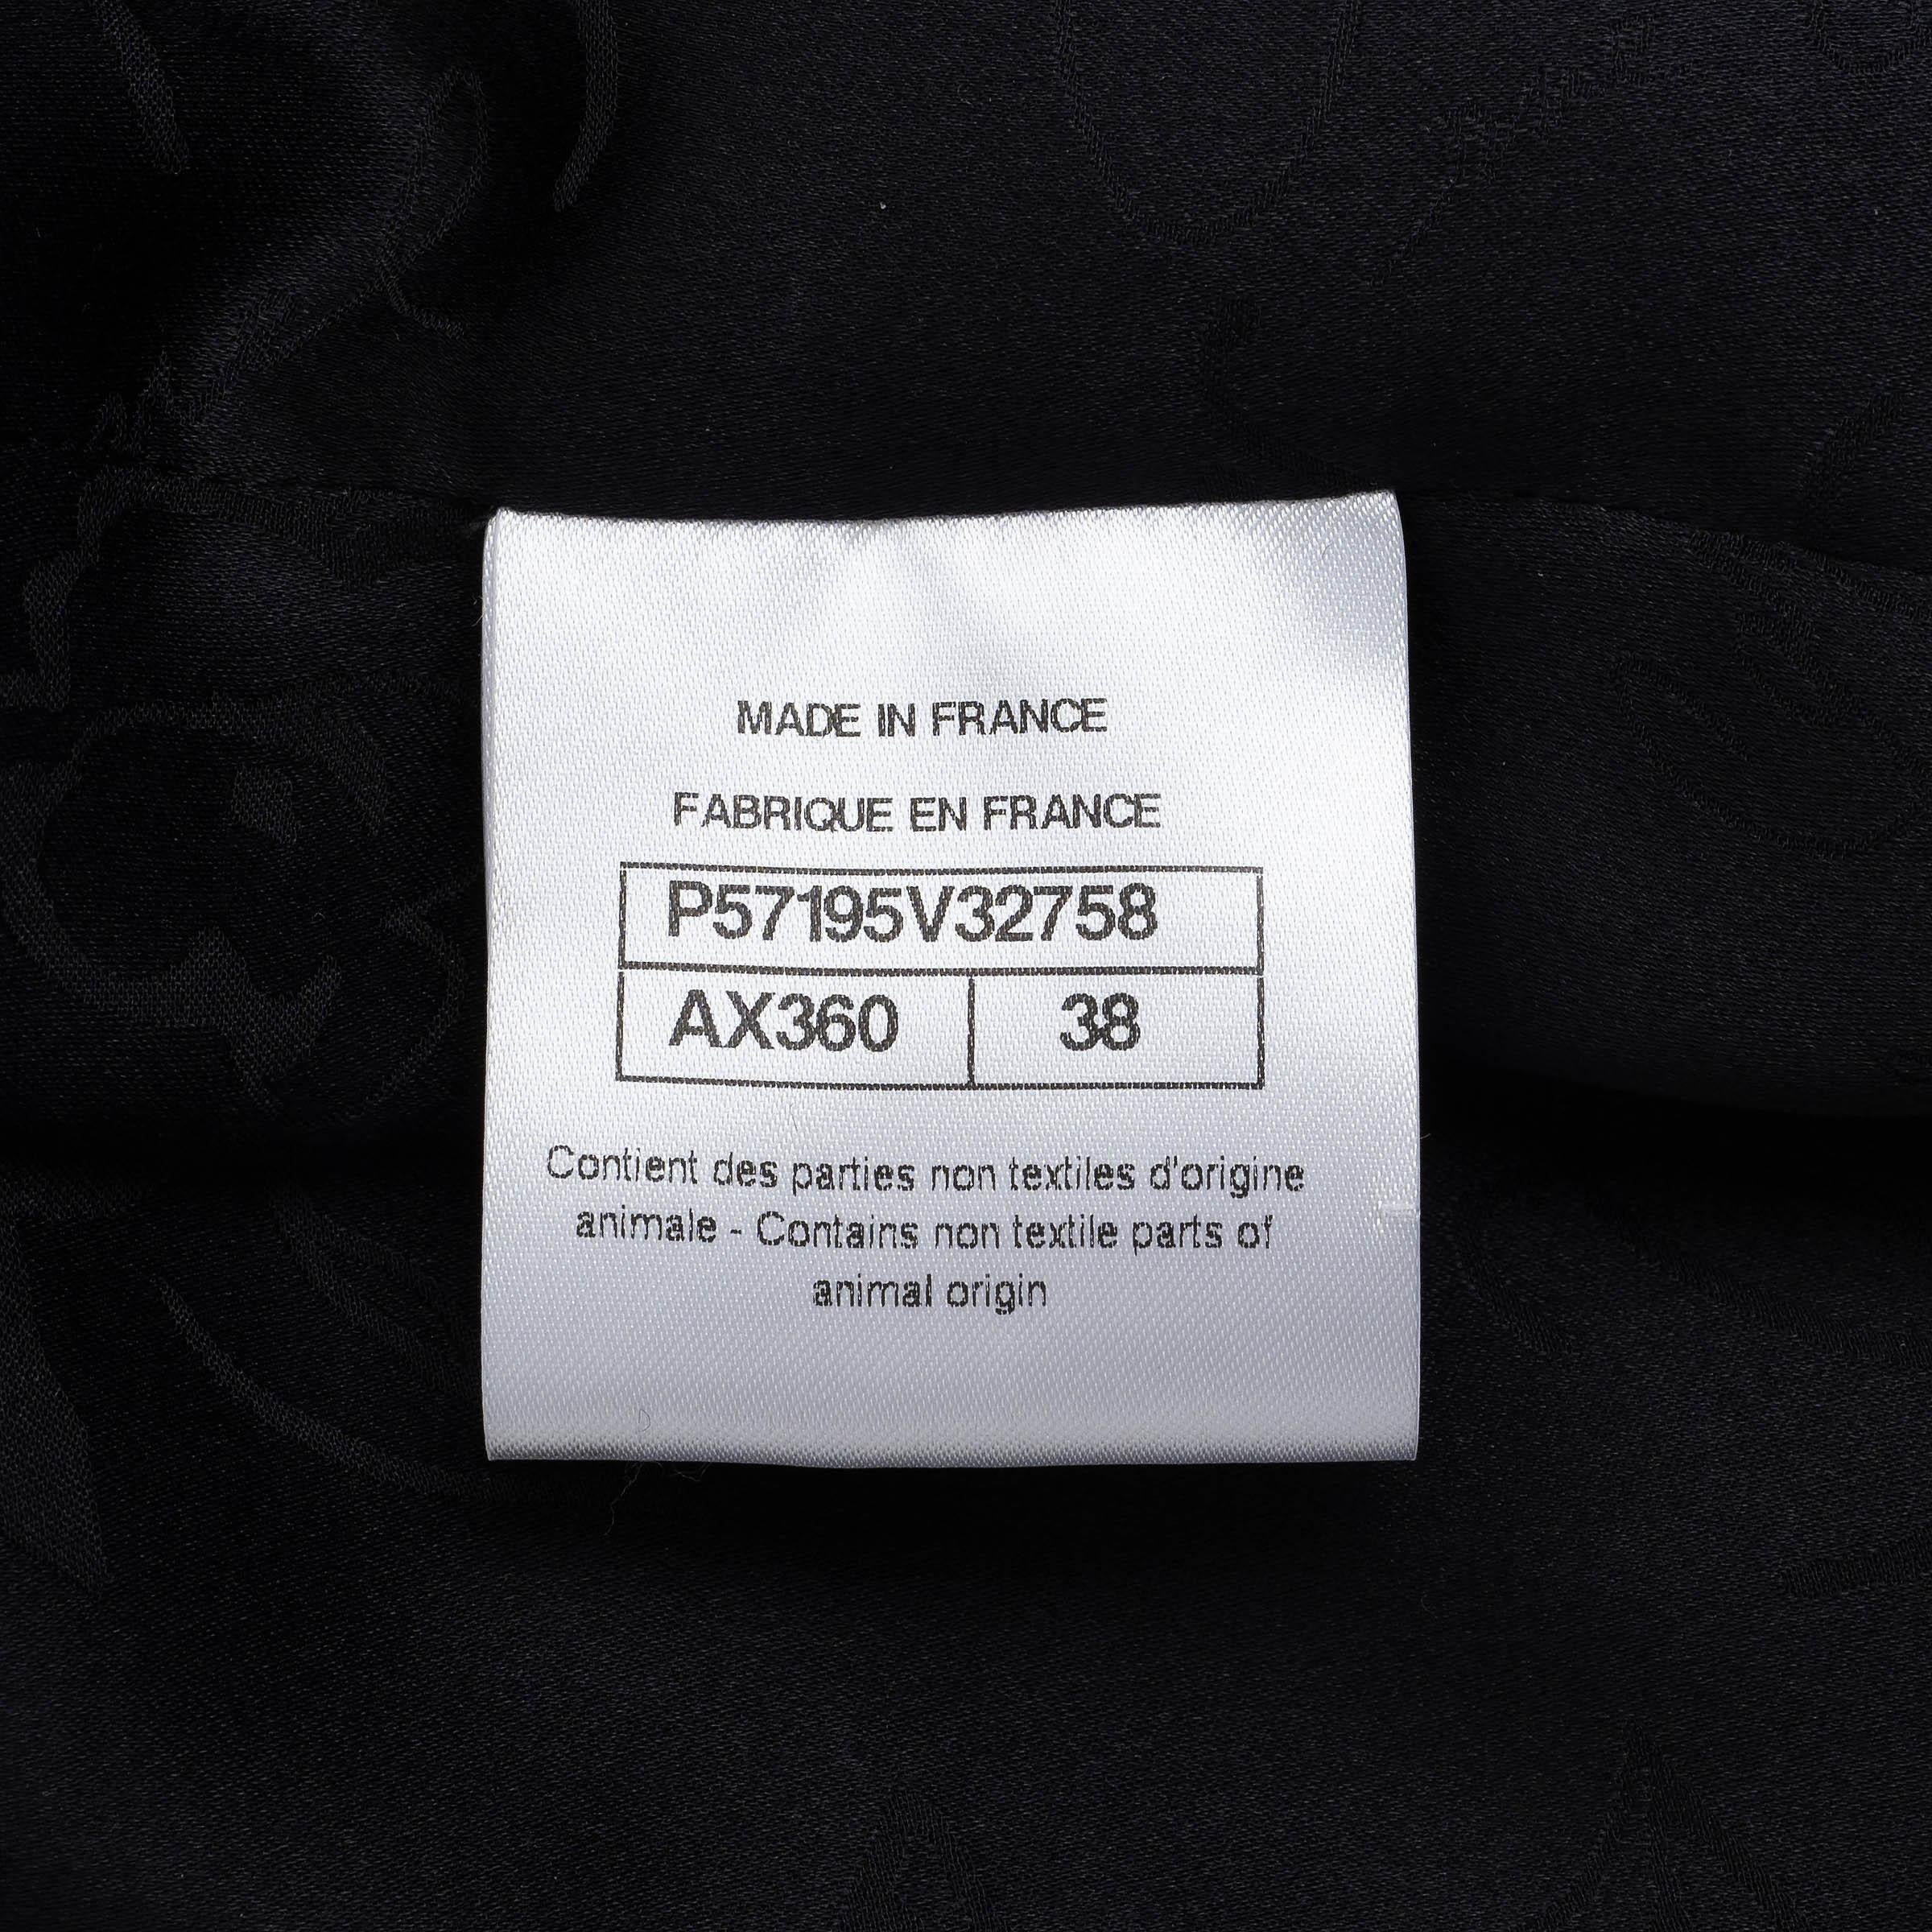 MADE IN FRANCE
FABRIQUE EN FRANCE
P57195V32758
AX360 38
Contient des parties non textiles d'origine
animale - Contains non textile parts of
animal origin